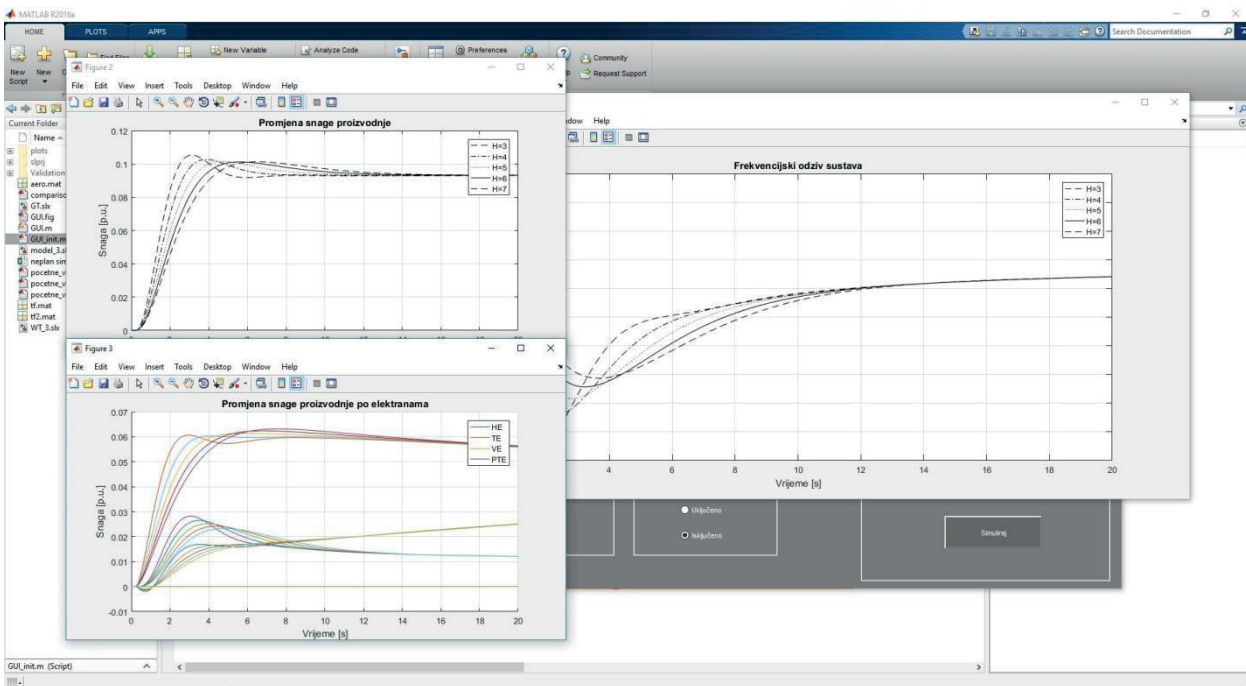 MATLAB R2016a
HOME PLOTS APPS
Search Documentation
New Script
New
New Variable
Analyze Code
Preferences
Community
Request Support
Current Folder
Name
plots
slprj
Validation
aero.mat
GT.slx
GUI.fig
GUI.m
GUI_init.m
tf.mat
tf2.mat
WT_3.slx
GUI_init.m (Script)
Figure 2
File Edit View Insert Tools Desktop Window Help
Promjena snage proizvodnje
Snaga [p.u.]
0.12
0.1
0.08
0.06
0.04
0.02
0
H=3
H=4
H=5
H=6
H=7
Figure 3
File Edit View Insert Tools Desktop Window Help
Promjena snage proizvodnje po elektranama
Snaga [p.u.]
0.07
0.06
0.05
0.04
0.03
0.02
0.01
0
-0.01
HE
TE
VE
PTE
0 2 4 6 8 10 12 14 16 18 20
Vrijeme [s]
Help
Frekvencijski odziv sustava
H=3
H=4
H=5
H=6
H=7
4 6 8 10 12 14 16 18 20
Vrijeme [s]
Uključeno
Isključeno
Simuliraj